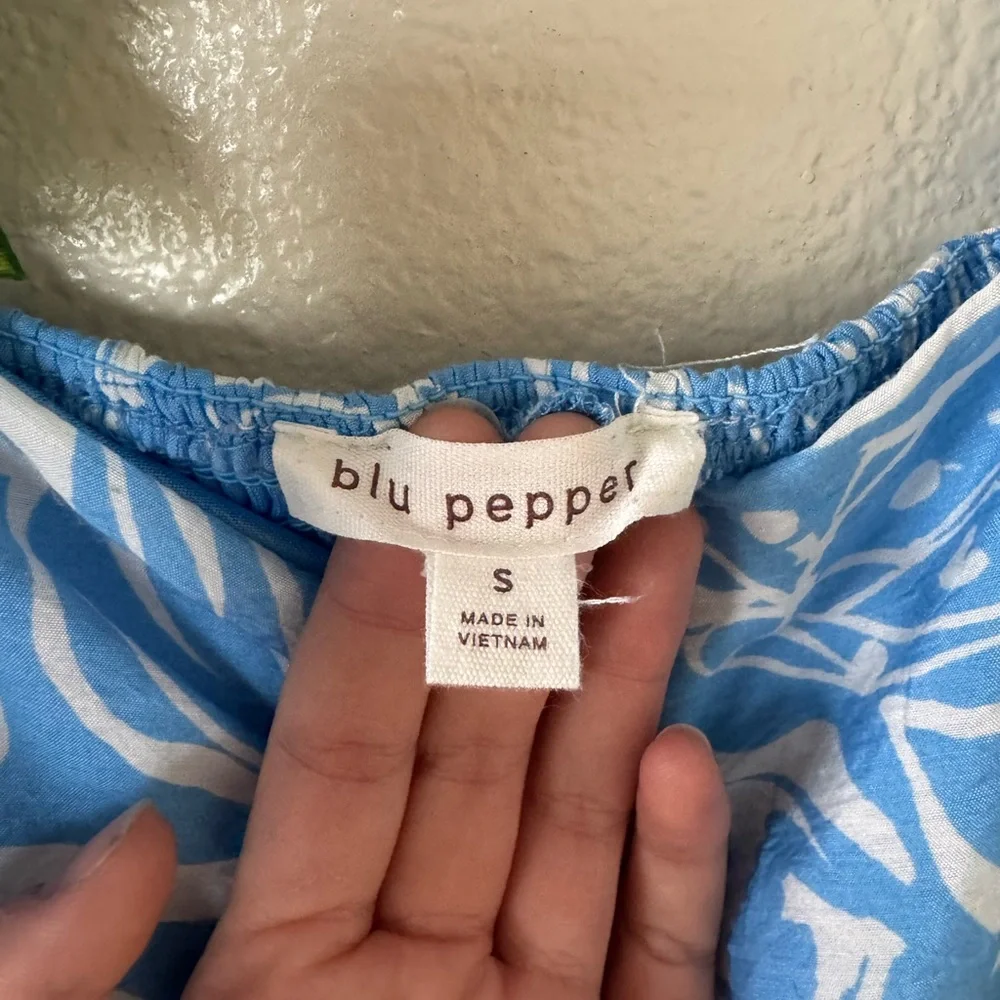 blu pepper
S
MADE IN
VIETNAM